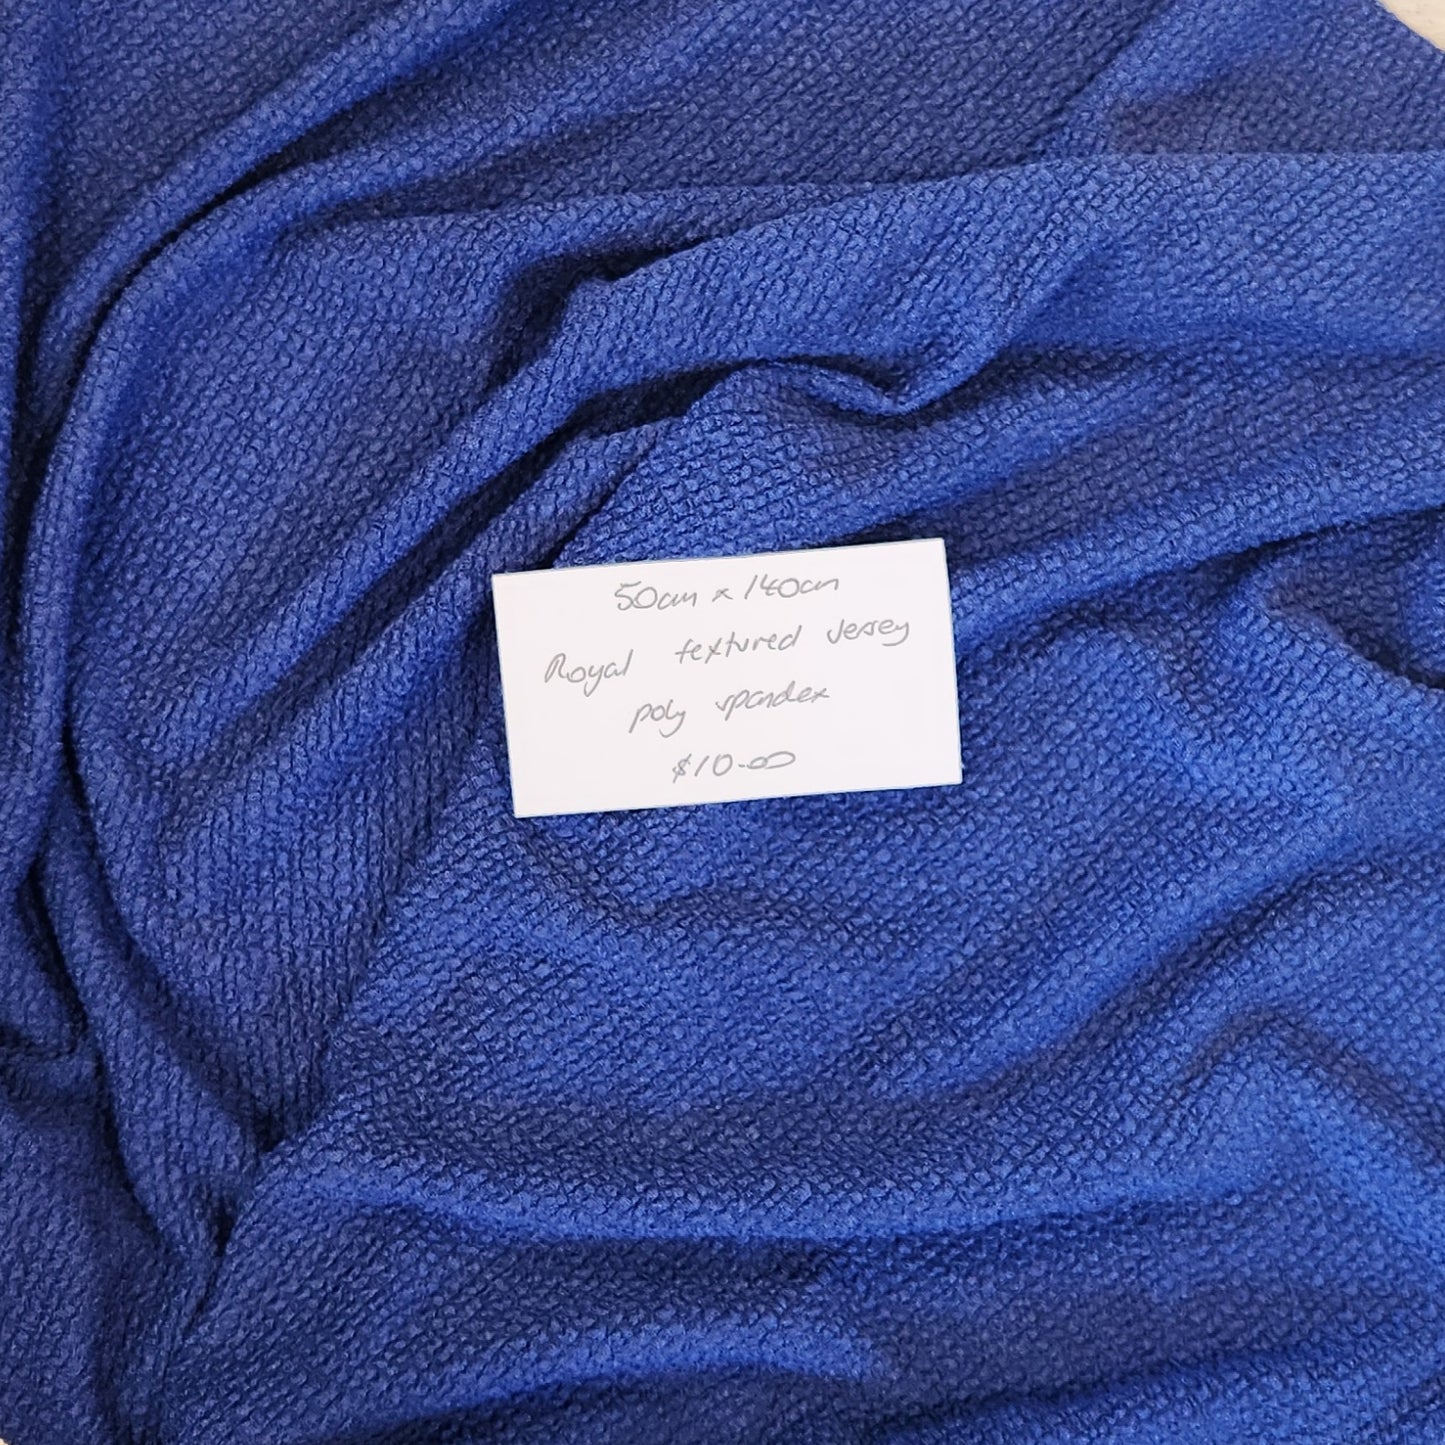 50cm x 140cm
Royal textured Jersey
poly spandex
$10-00